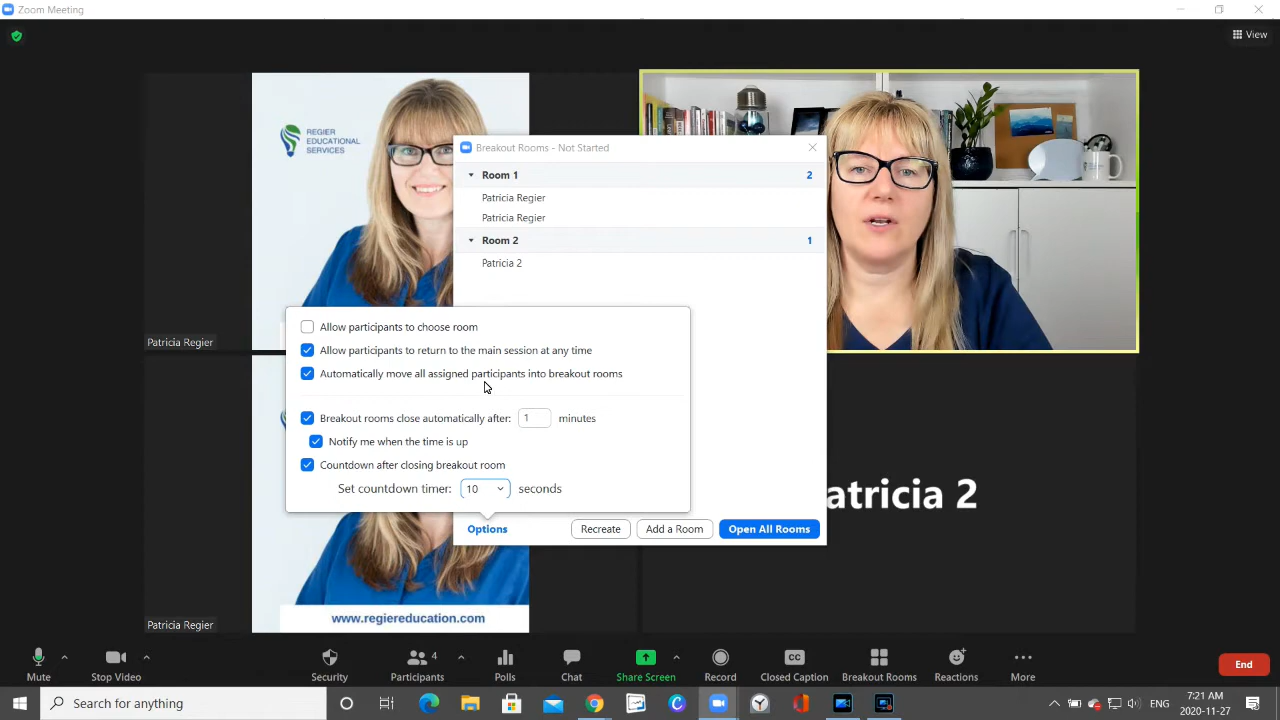 Zoom Meeting
View
REGIER
EDUCATIONAL
SERVICES
Breakout Rooms - Not Started
Room 1 2
Patricia Regier
Patricia Regier
Room 2 1
Patricia 2
Allow participants to choose room
Allow participants to return to the main session at any time
Automatically move all assigned participants into breakout rooms
Breakout rooms close automatically after: 1 minutes
Notify me when the time is up
Countdown after closing breakout room
Set countdown timer: 10 seconds
Options Recreate Add a Room Open All Rooms
Patricia Regier
atricia 2
www.regiereducation.com
Patricia Regier
Mute Stop Video Security Participants 4 Polls Chat Share Screen Record CC Closed Caption Breakout Rooms Reactions More End
Type here to search
ENG
7:21 AM
2020-11-27